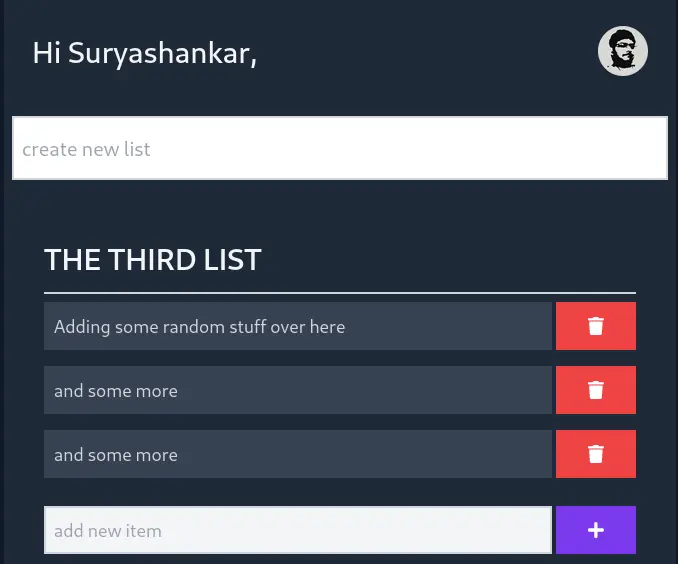 Hi Suryashankar,
create new list
THE THIRD LIST
Adding some random stuff over here
and some more
and some more
add new item